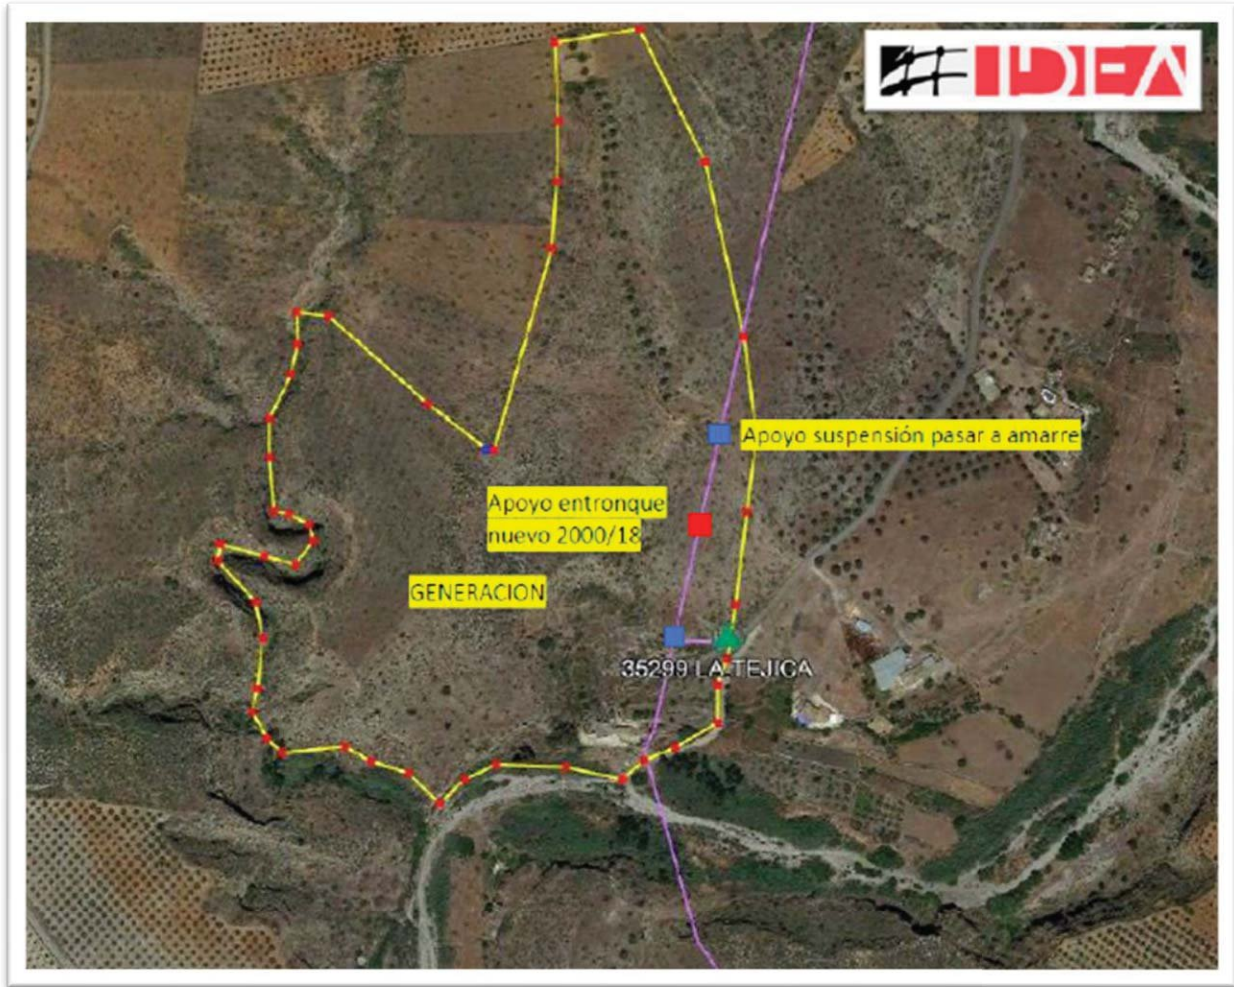 IDEA
Apoyo suspensión pasar a amarre
Apoyo entronque
nuevo 2000/18
GENERACION
35299 LA TEJICA